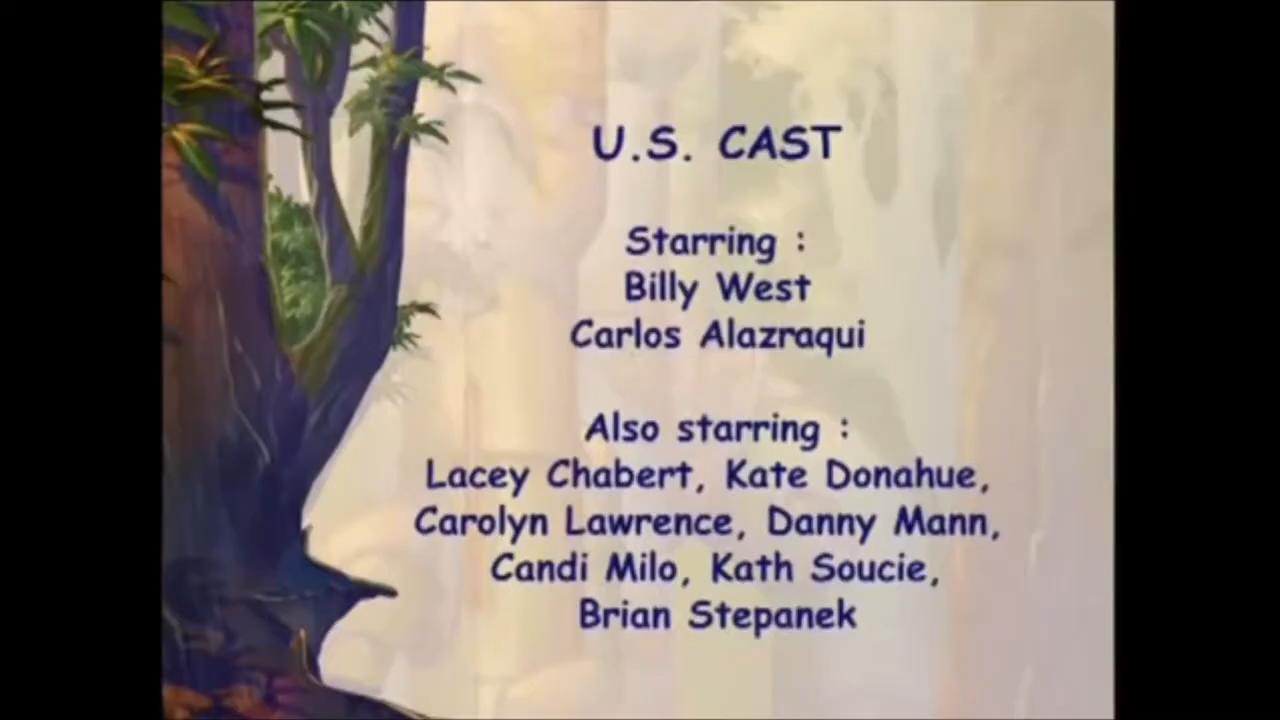 U.S. CAST
Starring :
Billy West
Carlos Alazraqui
Also starring :
Lacey Chabert, Kate Donahue,
Carolyn Lawrence, Danny Mann,
Candi Milo, Kath Soucie,
Brian Stepanek